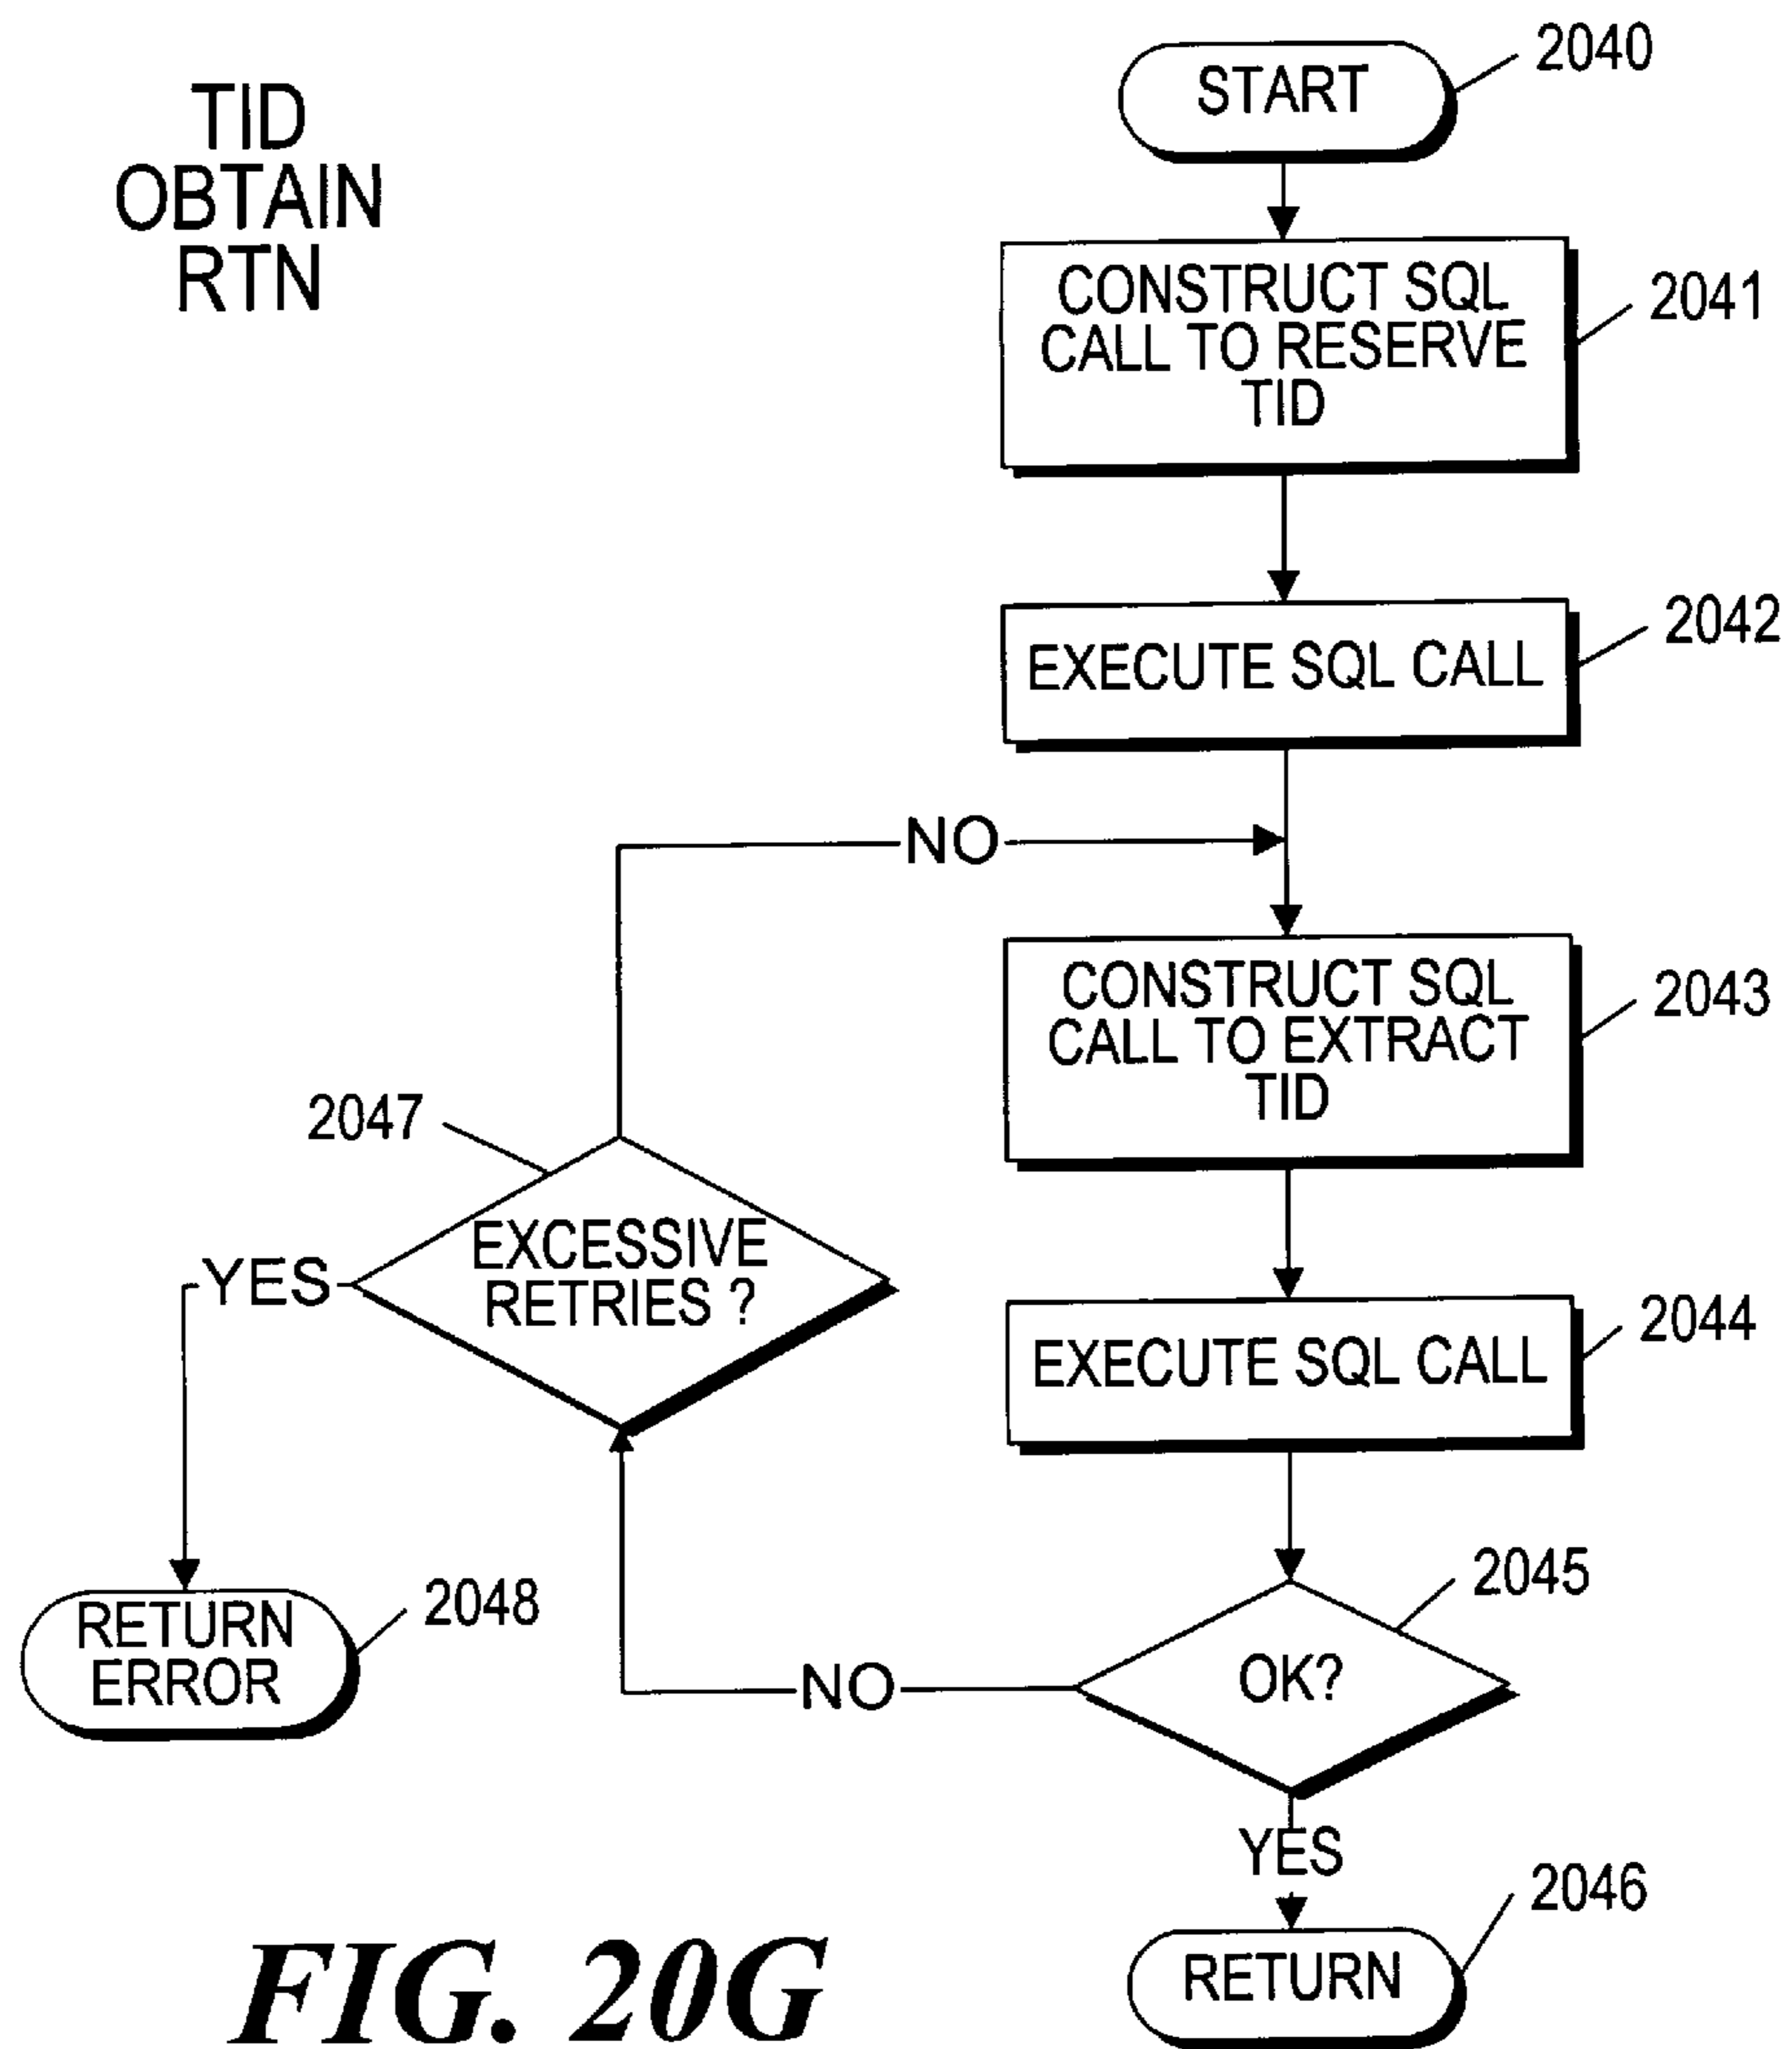 TID
OBTAIN
RTN
START
2040
CONSTRUCT SQL
CALL TO RESERVE
TID
2041
EXECUTE SQL CALL
2042
NO
CONSTRUCT SQL
CALL TO EXTRACT
TID
2043
2047
EXCESSIVE
RETRIES ?
YES
EXECUTE SQL CALL
2044
2045
OK?
NO
RETURN
ERROR
2048
YES
2046
RETURN
FIG. 20G